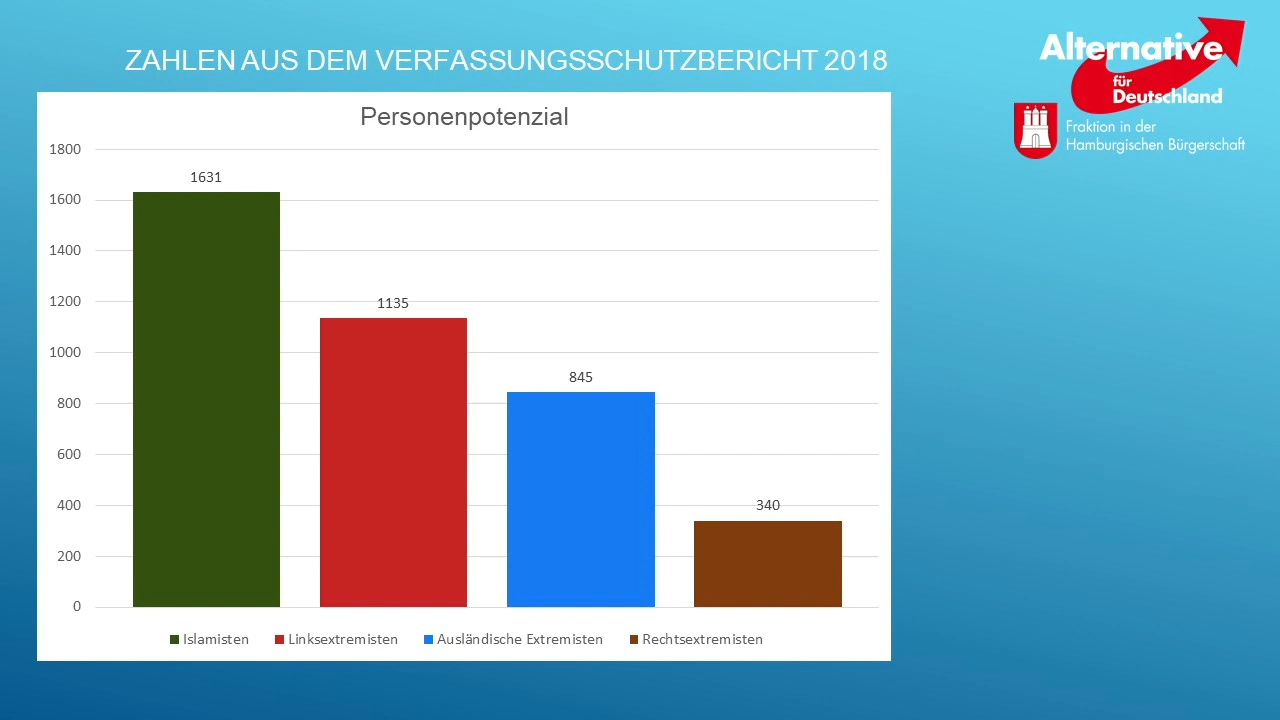 ZAHLEN AUS DEM VERFASSUNGSSCHUTZBERICHT 2018
Alternative
für
Deutschland
Fraktion in der
Hamburgischen Bürgerschaft
Personenpotenzial
1800
1600
1400
1200
1000
800
600
400
200
0
1631
1135
845
340
Islamisten Linksextremisten Ausländische Extremisten Rechtsextremisten